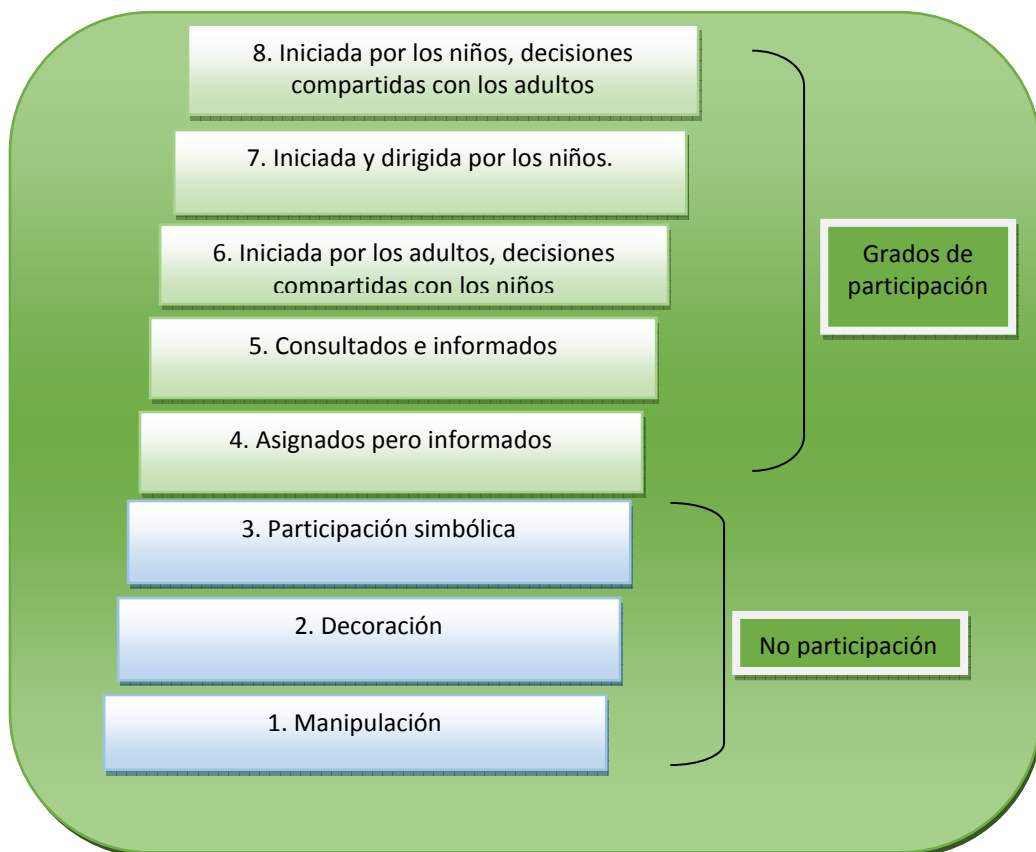 8. Iniciada por los niños, decisiones
compartidas con los adultos
7. Iniciada y dirigida por los niños.
6. Iniciada por los adultos, decisiones
compartidas con los niños
Grados de
participación
5. Consultados e informados
4. Asignados pero informados
3. Participación simbólica
2. Decoración
No participación
1. Manipulación